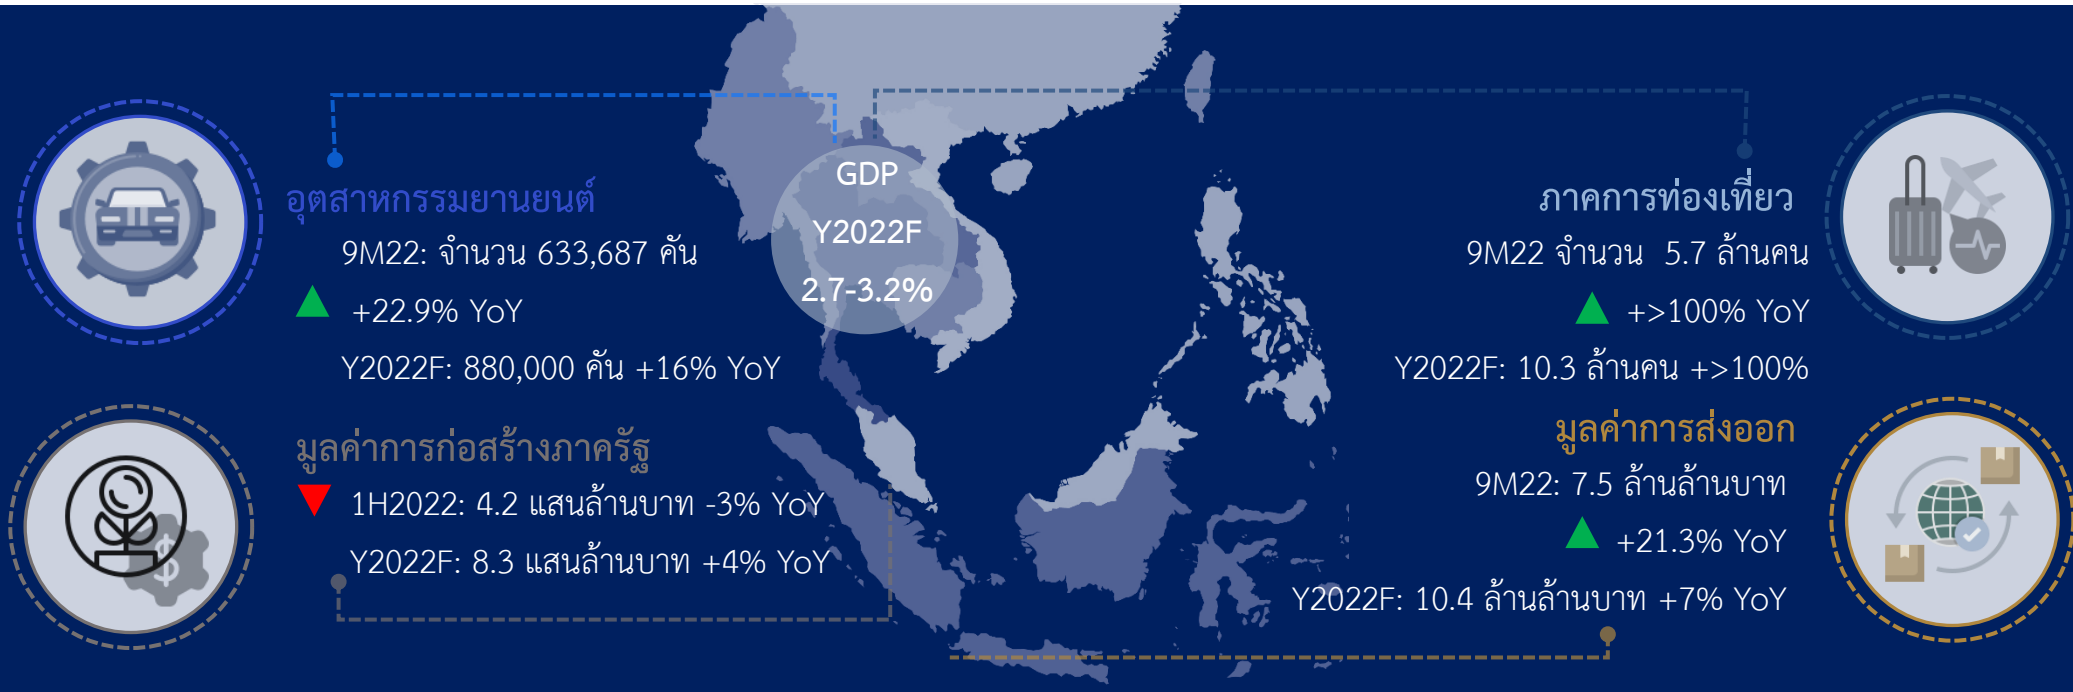 อุตสาหกรรมยานยนต์
9M22: จำนวน 633,687 คัน
+22.9% YoY
Y2022F: 880,000 คัน +16% YoY
มูลค่าการก่อสร้างภาครัฐ
1H2022: 4.2 แสนล้านบาท -3% YoY
Y2022F: 8.3 แสนล้านบาท +4% YoY
GDP
Y2022F
2.7-3.2%
ภาคการท่องเที่ยว
9M22 จำนวน 5.7 ล้านคน
+>100% YoY
Y2022F: 10.3 ล้านคน +>100%
มูลค่าการส่งออก
9M22: 7.5 ล้านล้านบาท
+21.3% YoY
Y2022F: 10.4 ล้านล้านบาท +7% YoY
$